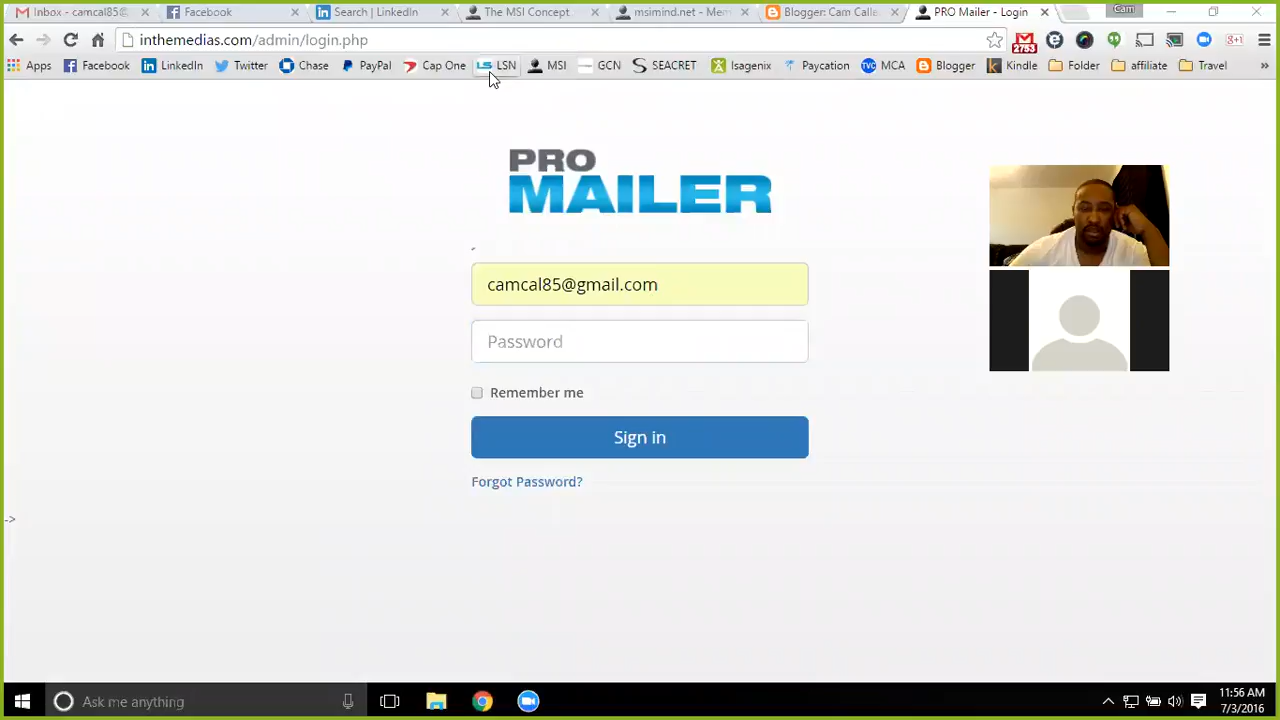 Inbox - camcal85@
Facebook
Search | LinkedIn
The MSI Concept
msimind.net - Mem
Blogger: Cam Calle
PRO Mailer - Login
Cam
inthemedias.com/admin/login.php
2753
Apps
Facebook
LinkedIn
Twitter
Chase
PayPal
Cap One
LSN
MSI
GCN
SEACRET
Isagenix
Paycation
TVC
MCA
Blogger
Kindle
Folder
affiliate
Travel
»
PRO
MAILER
camcal85@gmail.com
Password
Remember me
Sign in
Forgot Password?
->
Ask me anything
11:56 AM
7/3/2016